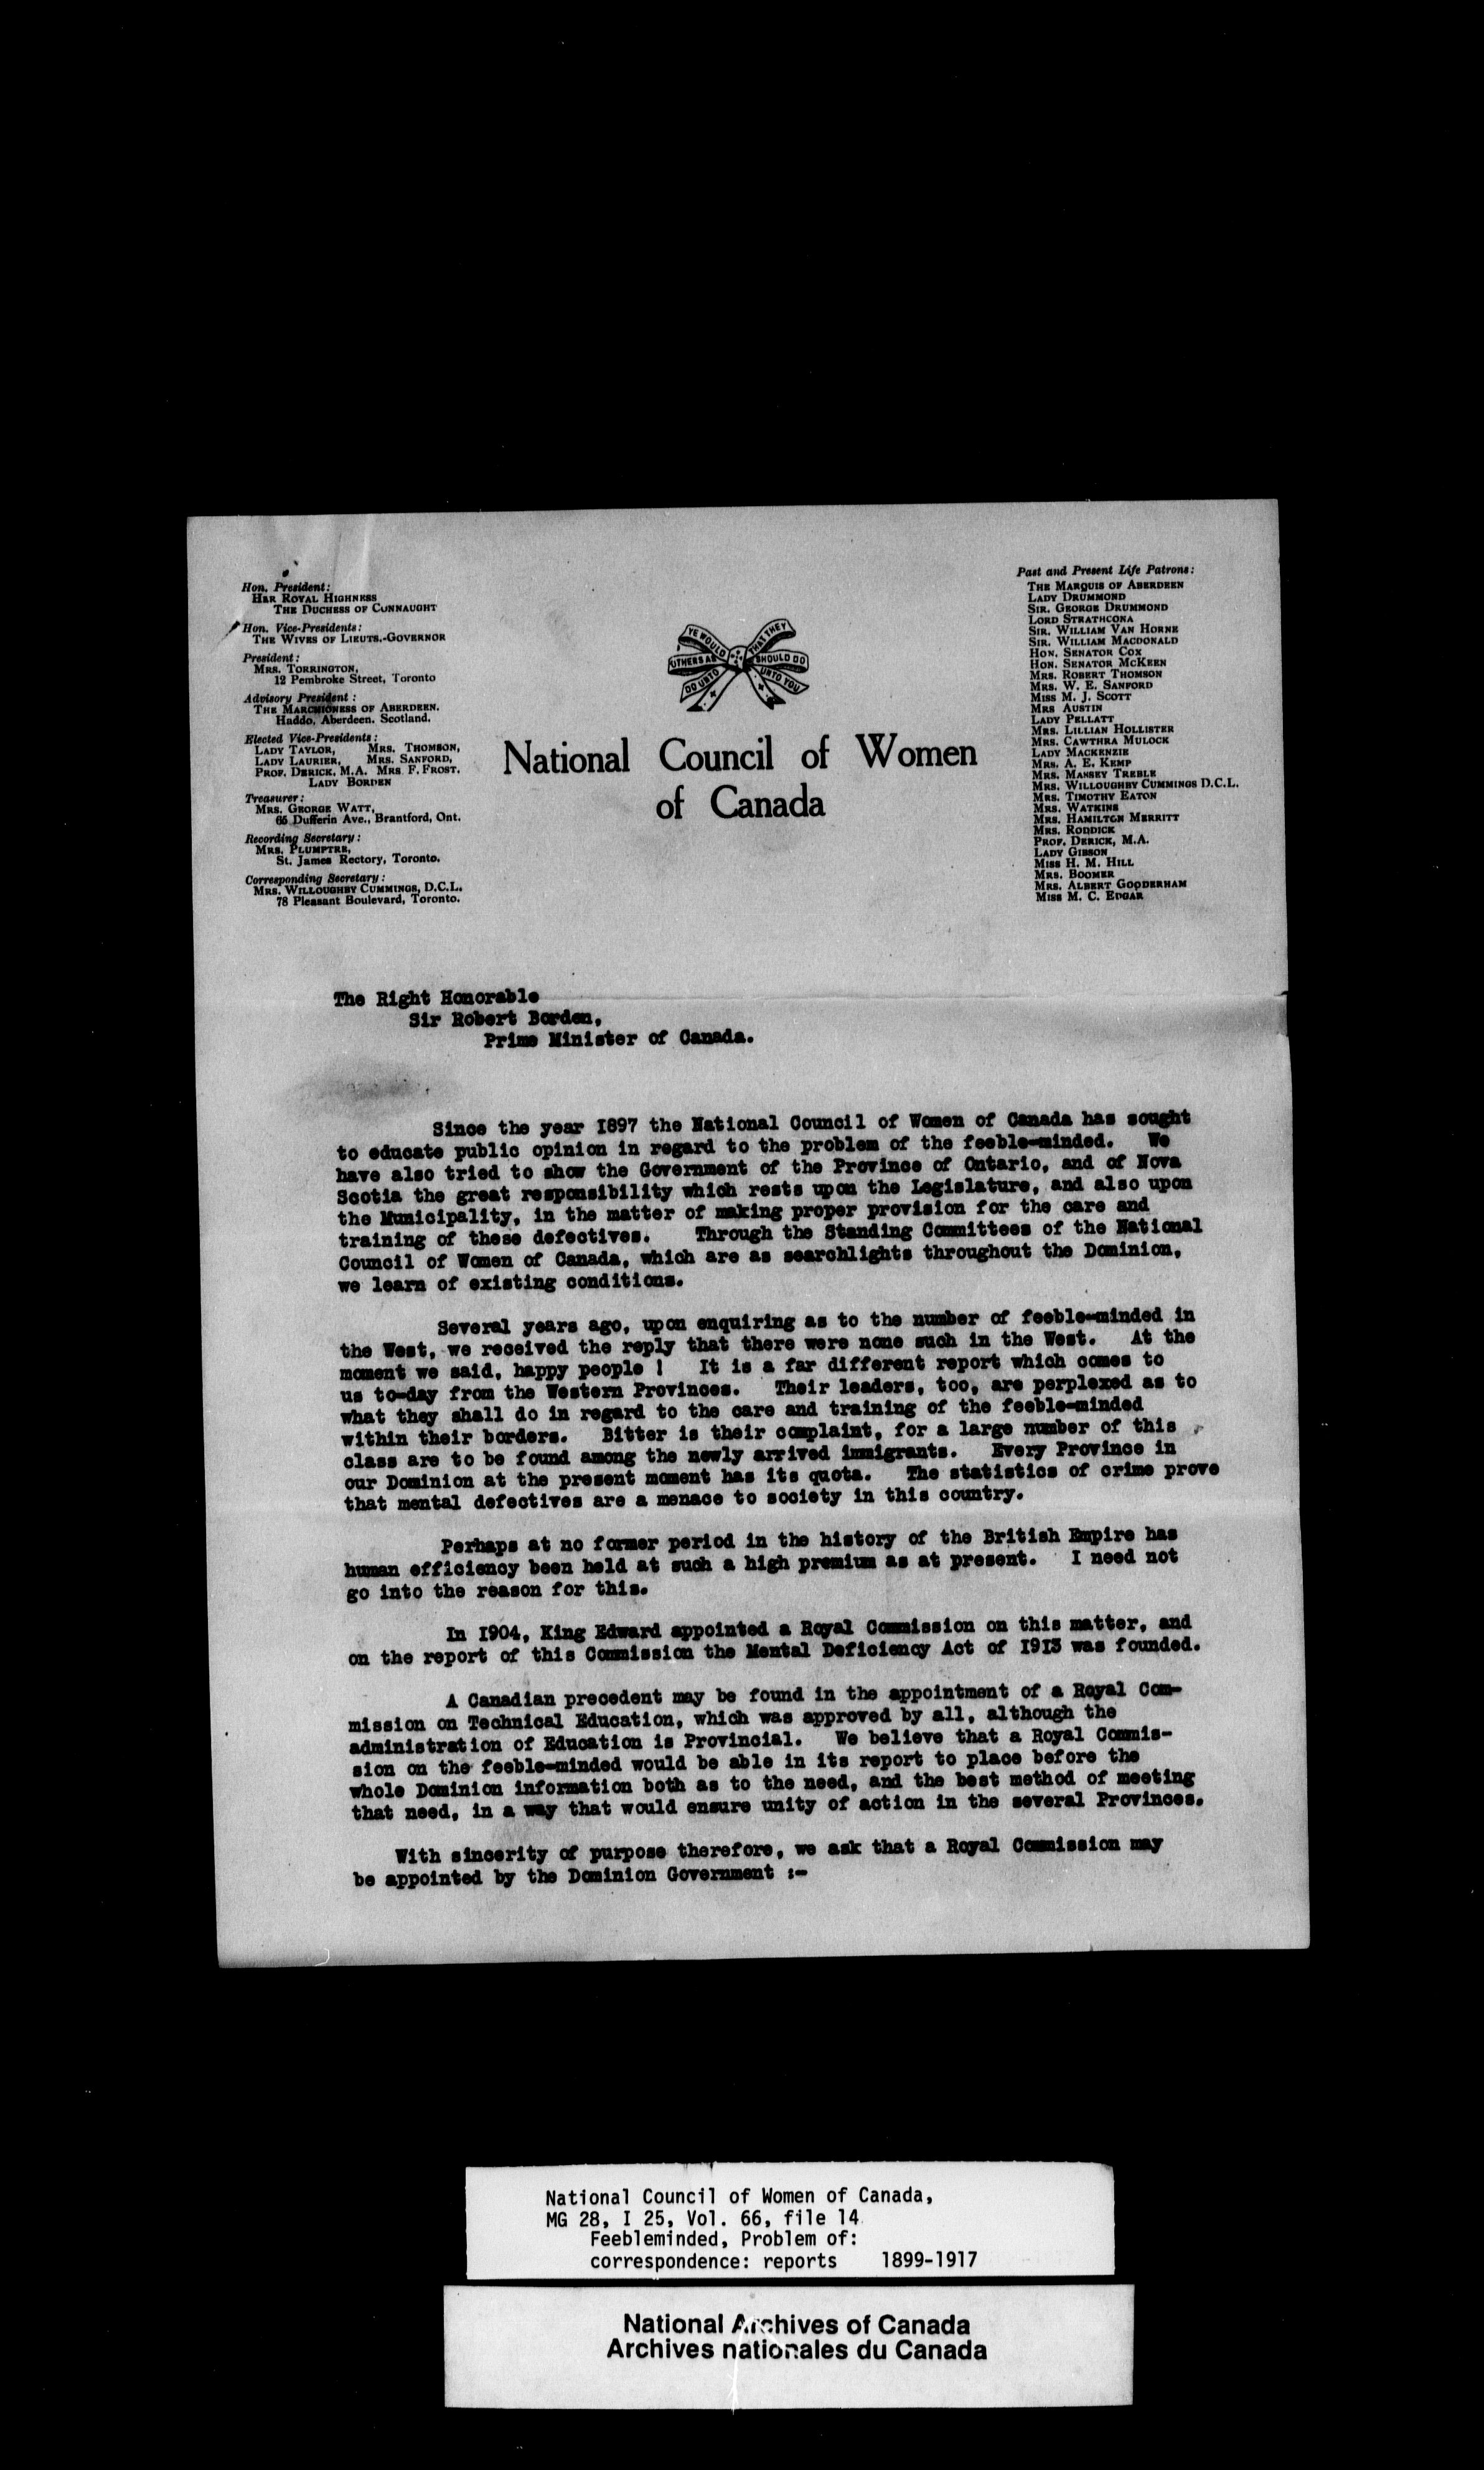 Hon. President:
HER ROYAL HIGHNESS
THE DUCHESS OF CONNAUGHT
Hon. Vice-Presidents:
THE WIVES OF LIEUTS.-GOVERNOR
President:
MRS. TORRINGTON,
12 Pembroke Street, Toronto
Advisory President:
THE MARCHIONESS OF ABERDEEN.
Haddo, Aberdeen. Scotland.
Elected Vice-Presidents:
LADY TAYLOR, MRS. THOMSON,
LADY LAURIER, MRS. SANFORD,
PROF. DERICK, M.A. MRS. F. FROST.
LADY BORDEN
Treasurer:
MRS. GEORGE WATT,
65 Dufferin Ave., Brantford, Ont.
Recording Secretary:
MRS. PLUMPTRE,
St. James Rectory, Toronto.
Corresponding Secretary:
MRS. WILLOUGHBY CUMMINGS, D.C.L.
78 Pleasant Boulevard, Toronto.
DO UNTO
OTHERS AS
YE WOULD
THAT THEY
SHOULD DO
UNTO YOU
National Council of Women
of Canada
Past and Present Life Patrons:
THE MARQUIS OF ABERDEEN
LADY DRUMMOND
SIR. GEORGE DRUMMOND
LORD STRATHCONA
SIR. WILLIAM VAN HORNE
SIR. WILLIAM MACDONALD
HON. SENATOR COX
HON. SENATOR MCKEEN
MRS. ROBERT THOMSON
MRS. W. E. SANFORD
MISS M. J. SCOTT
MRS AUSTIN
LADY PELLATT
MRS. LILLIAN HOLLISTER
MRS. CAWTHRA MULOCK
LADY MACKENZIE
MRS. A. E. KEMP
MRS. MASSEY TREBLE
MRS. WILLOUGHBY CUMMINGS D.C.L.
MRS. TIMOTHY EATON
MRS. WATKINS
MRS. HAMILTON MERRITT
MRS. RODDICK
PROF. DERICK, M.A.
LADY GIBSON
MISS H. M. HILL
MRS. BOOMER
MRS. ALBERT GOODERHAM
MISS M. C. EDGAR
The Right Honorable
Sir Robert Borden,
Prime Minister of Canada.
Since the year 1897 the National Council of Women of Canada has sought
to educate public opinion in regard to the problem of the feeble-minded. We
have also tried to show the Government of the Province of Ontario, and of Nova
Scotia the great responsibility which rests upon the Legislature, and also upon
the Municipality, in the matter of making proper provision for the care and
training of these defectives. Through the Standing Committees of the National
Council of Women of Canada, which are as searchlights throughout the Dominion,
we learn of existing conditions.
Several years ago, upon enquiring as to the number of feeble-minded in
the West, we received the reply that there were none such in the West. At the
moment we said, happy people ! It is a far different report which comes to
us to-day from the Western Provinces. Their leaders, too, are perplexed as to
what they shall do in regard to the care and training of the feeble-minded
within their borders. Bitter is their complaint, for a large number of this
class are to be found among the newly arrived immigrants. Every Province in
our Dominion at the present moment has its quota. The statistics of crime prove
that mental defectives are a menace to society in this country.
Perhaps at no former period in the history of the British Empire has
human efficiency been held at such a high premium as at present. I need not
go into the reason for this.
In 1904, King Edward appointed a Royal Commission on this matter, and
on the report of this Commission the Mental Deficiency Act of 1913 was founded.
A Canadian precedent may be found in the appointment of a Royal Com-
mission on Technical Education, which was approved by all, although the
administration of Education is Provincial. We believe that a Royal Commis-
sion on the feeble-minded would be able in its report to place before the
whole Dominion information both as to the need, and the best method of meeting
that need, in a way that would ensure unity of action in the several Provinces.
With sincerity of purpose therefore, we ask that a Royal Commission may
be appointed by the Dominion Government :-
National Council of Women of Canada,
MG 28, I 25, Vol. 66, file 14
Feebleminded, Problem of:
correspondence: reports 1899-1917
National Archives of Canada
Archives nationales du Canada